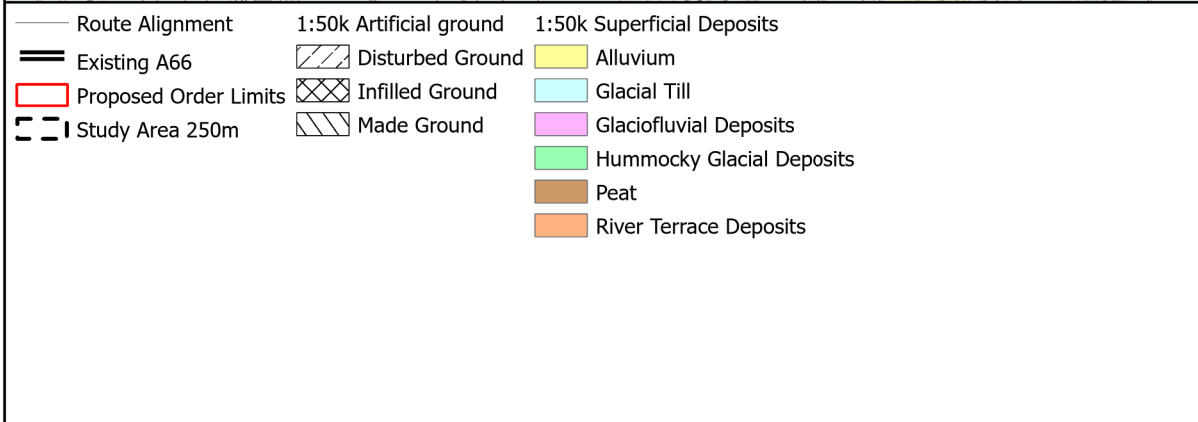 Route Alignment
Existing A66
Proposed Order Limits
Study Area 250m
1:50k Artificial ground
Disturbed Ground
Infilled Ground
Made Ground
1:50k Superficial Deposits
Alluvium
Glacial Till
Glaciofluvial Deposits
Hummocky Glacial Deposits
Peat
River Terrace Deposits